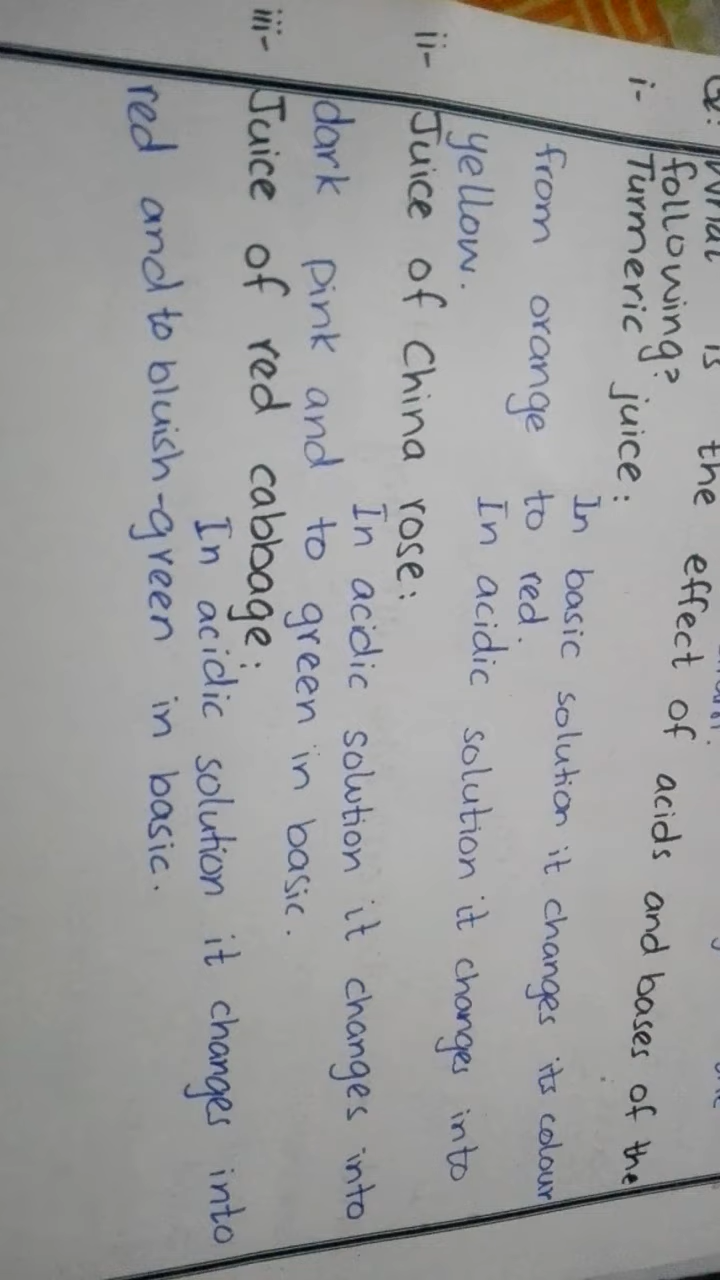 Q: What is the effect of acids and bases of the
following?
i- Turmeric juice:
In basic solution it changes its colour
from orange to red.
In acidic solution it changes into
yellow.
ii- Juice of China rose:
In acidic solution it changes into
dark pink and to green in basic.
iii- Juice of red cabbage:
In acidic solution it changes into
red and to bluish-green in basic.